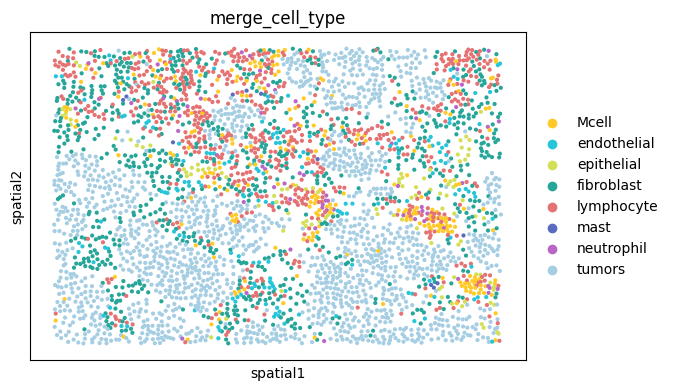 merge_cell_type
spatial2
spatial1
Mcell
endothelial
epithelial
fibroblast
lymphocyte
mast
neutrophil
tumors